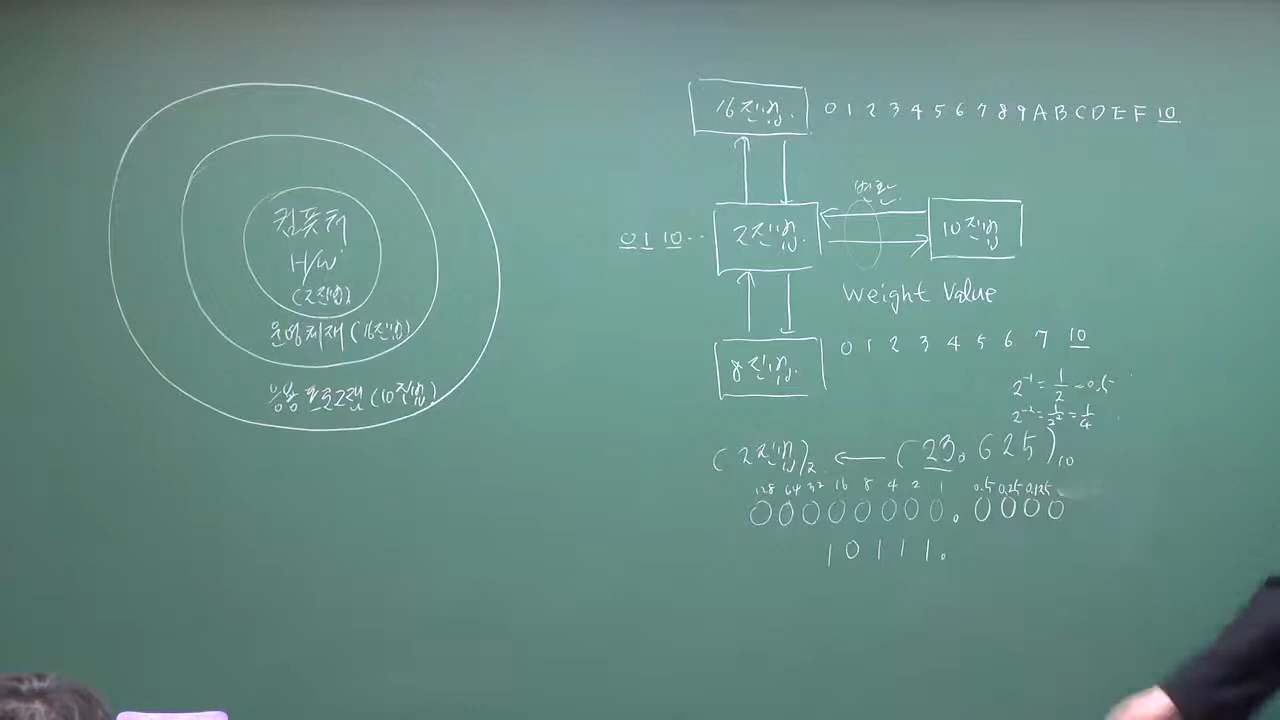 컴퓨터
H/W
(2진법)
운영체제 (16진법)
응용 프로그램 (10진법)
16진법 0 1 2 3 4 5 6 7 8 9 A B C D E F 10
변환
0 1 10 ·· 2진법 10진법
Weight Value
8진법 0 1 2 3 4 5 6 7 10
2⁻¹ = 1/2 = 0.5
2⁻² = 1/2² = 1/4
(2진법)₂ ← (23.625)₁₀
128 64 32 16 8 4 2 1 0.5 0.25 0.125
0 0 0 0 0 0 0 0 . 0 0 0 0
1 0 1 1 1 .